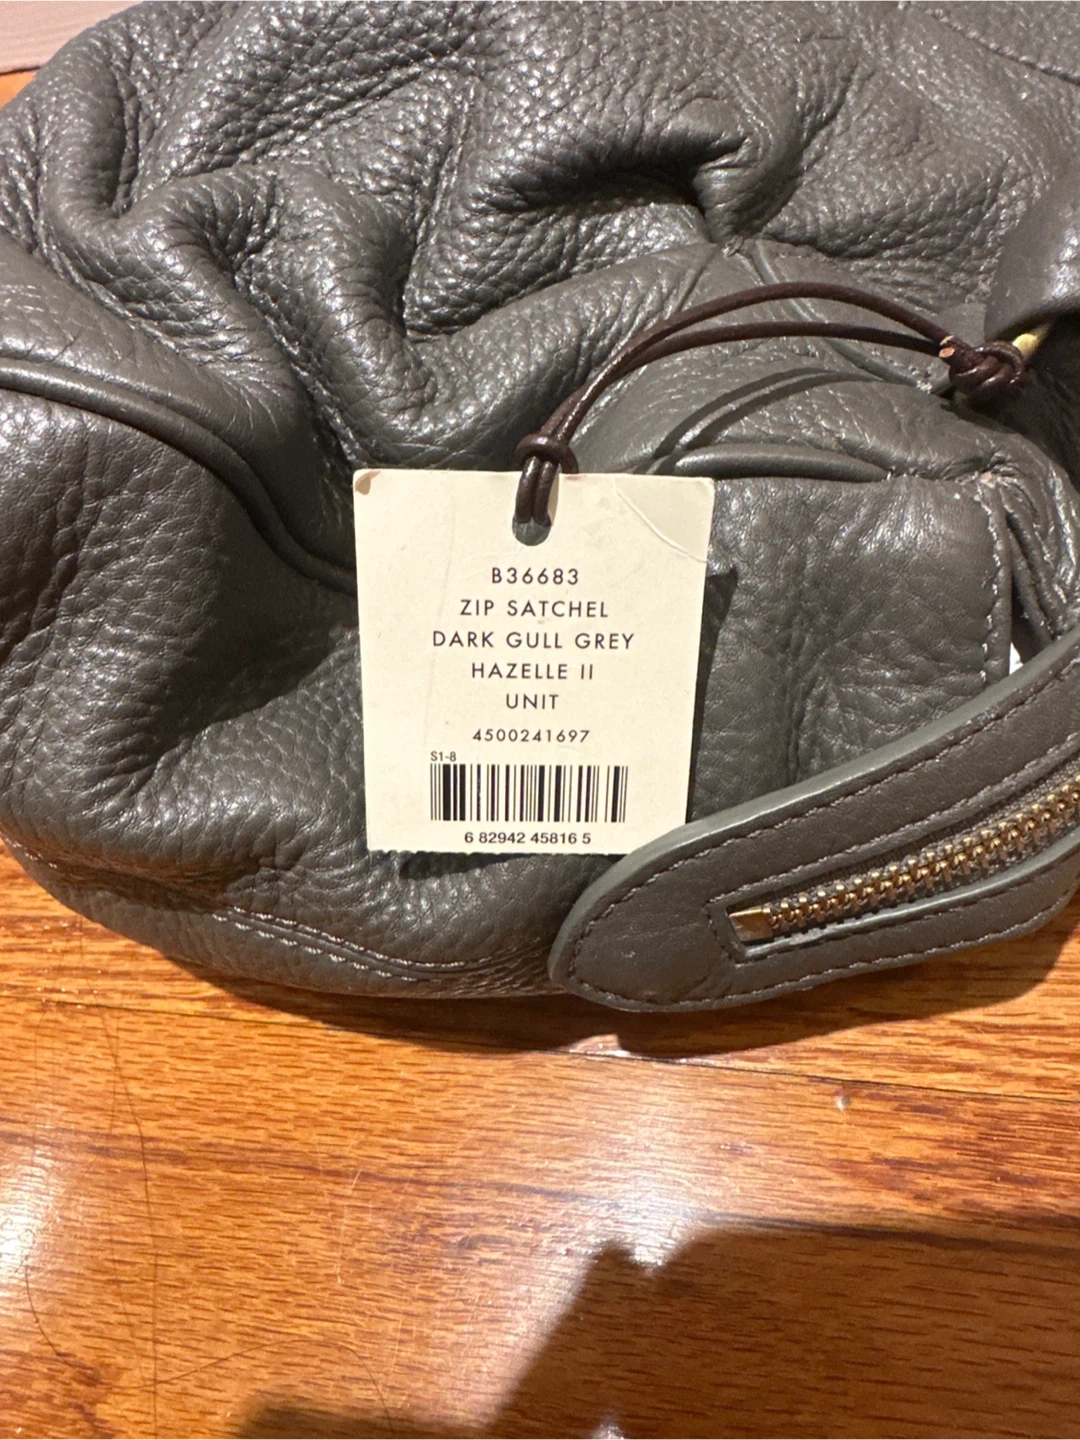 B36683
ZIP SATCHEL
DARK GULL GREY
HAZELLE II
UNIT
4500241697
S1-8
6 82942 45816 5